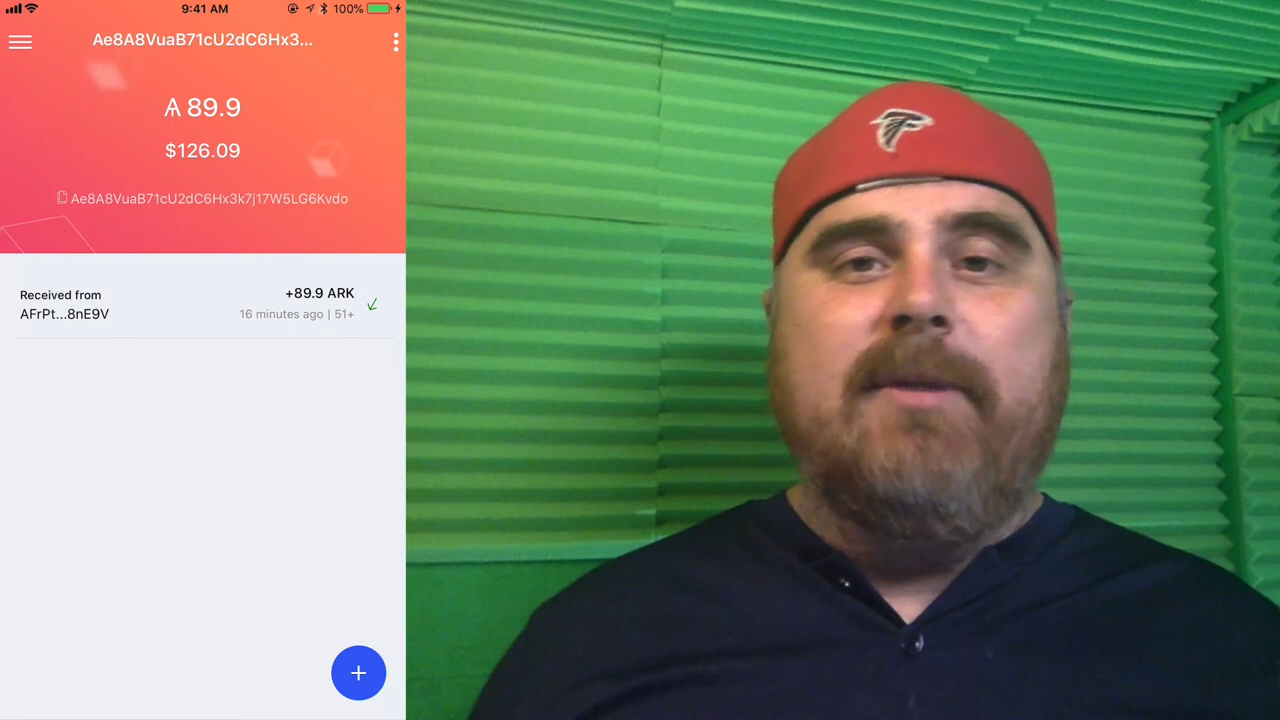 9:41 AM
100%
Ae8A8VuaB71cU2dC6Hx3...
Ѧ 89.9
$126.09
Ae8A8VuaB71cU2dC6Hx3k7j17W5LG6Kvdo
Received from
+89.9 ARK
AFrPt...8nE9V
16 minutes ago | 51+